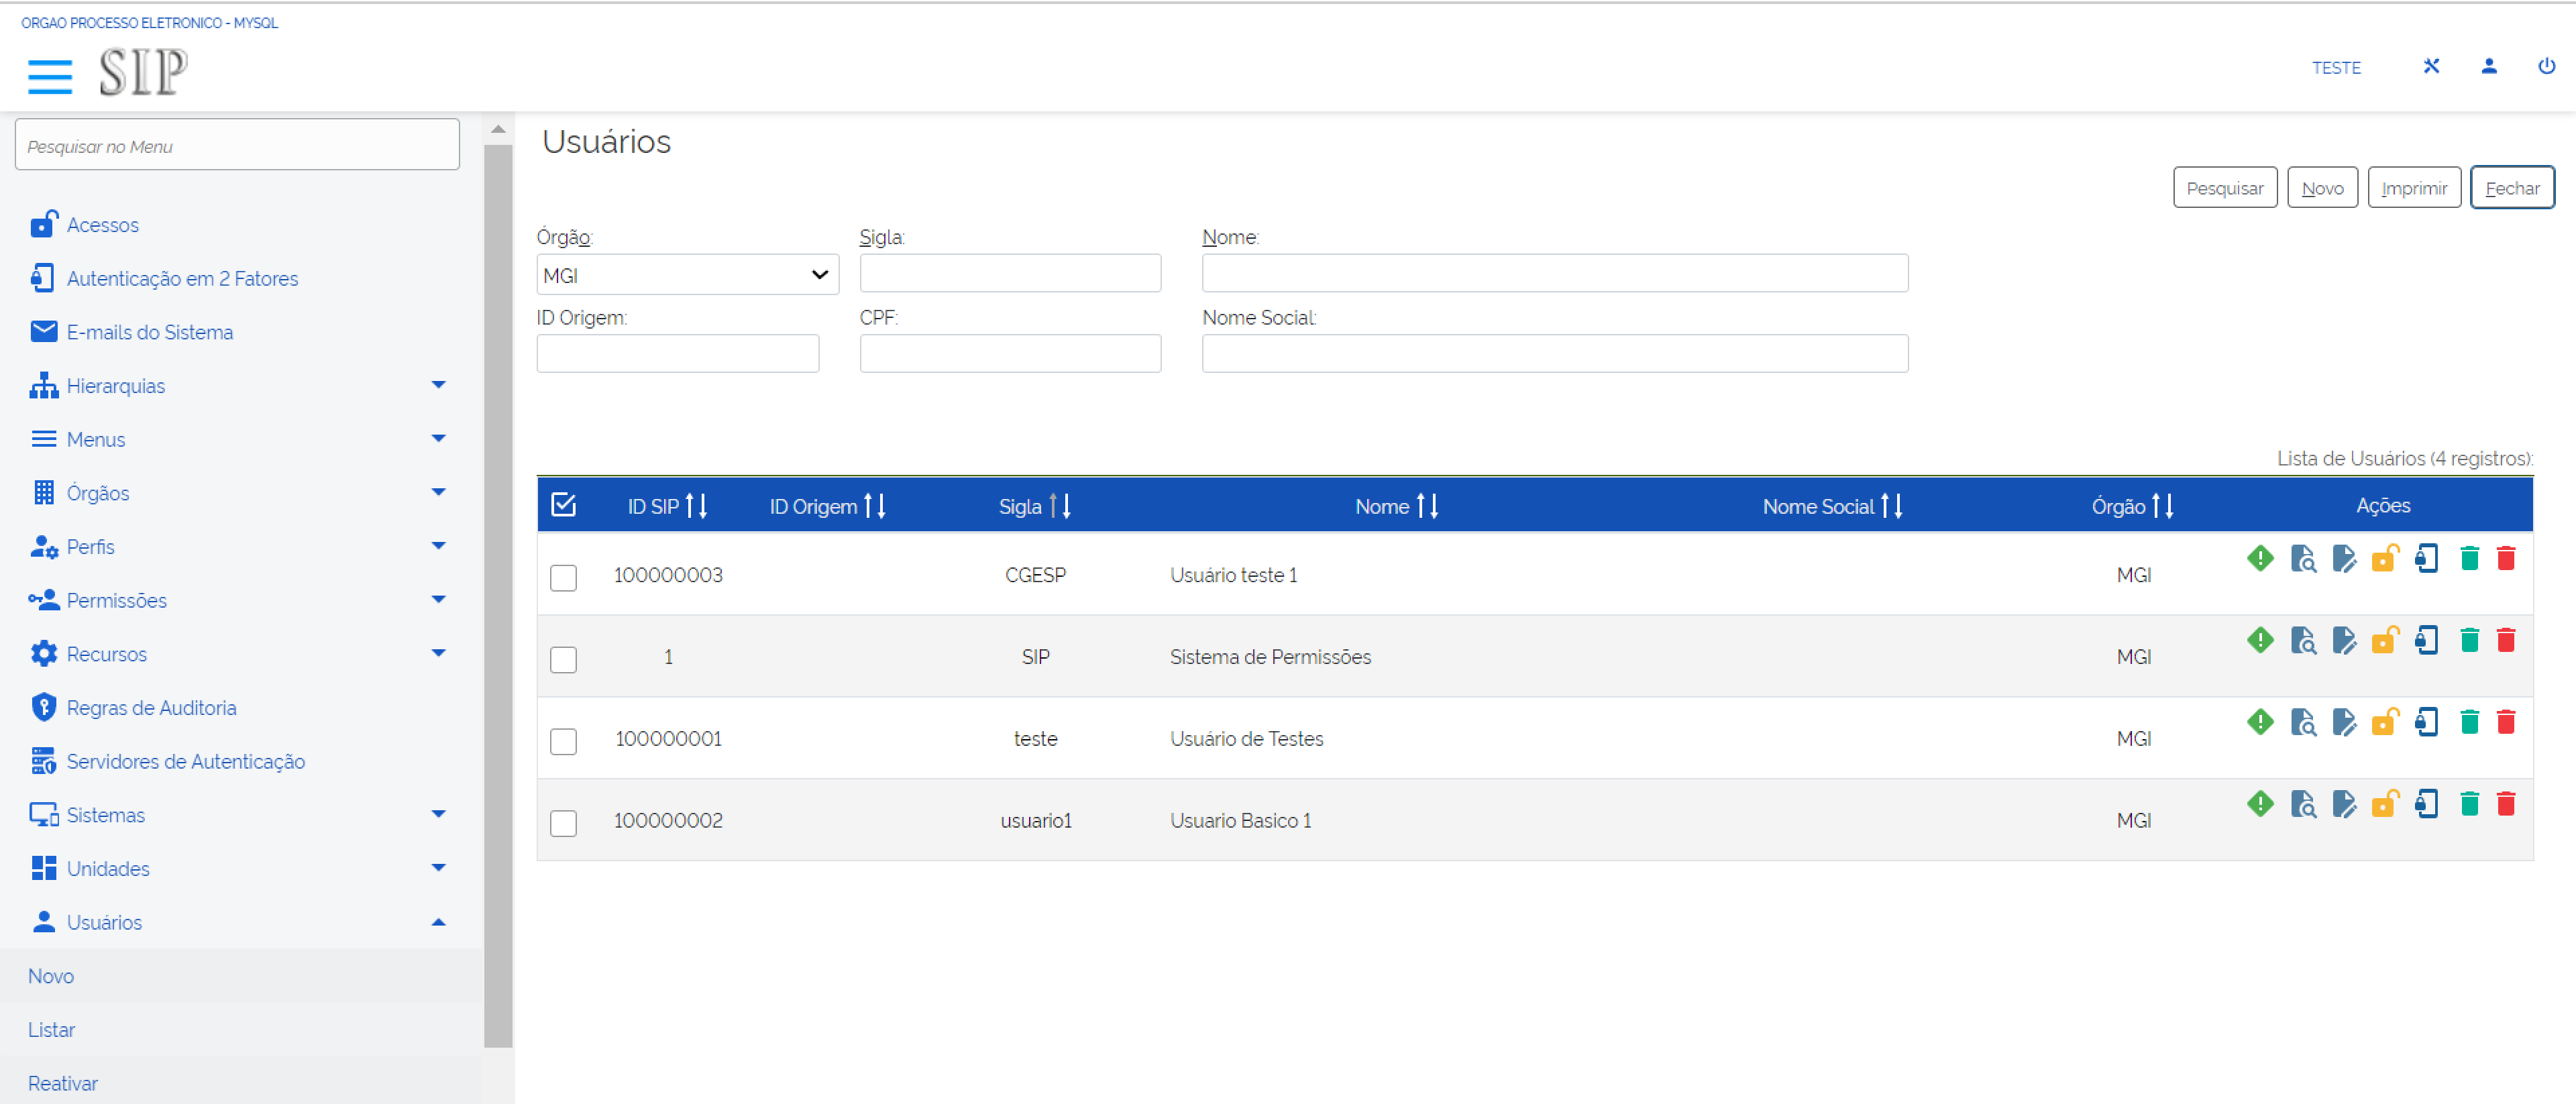 ORGAO PROCESSO ELETRONICO - MYSQL
SIP
TESTE
Pesquisar no Menu
Acessos
Autenticação em 2 Fatores
E-mails do Sistema
Hierarquias
Menus
Órgãos
Perfis
Permissões
Recursos
Regras de Auditoria
Servidores de Autenticação
Sistemas
Unidades
Usuários
Novo
Listar
Reativar
Usuários
Pesquisar Novo Imprimir Fechar
Órgão: Sigla: Nome:
MGI
ID Origem: CPF: Nome Social:
Lista de Usuários (4 registros):
ID SIP ID Origem Sigla Nome Nome Social Órgão Ações
100000003 CGESP Usuário teste 1 MGI
1 SIP Sistema de Permissões MGI
100000001 teste Usuário de Testes MGI
100000002 usuario1 Usuario Basico 1 MGI